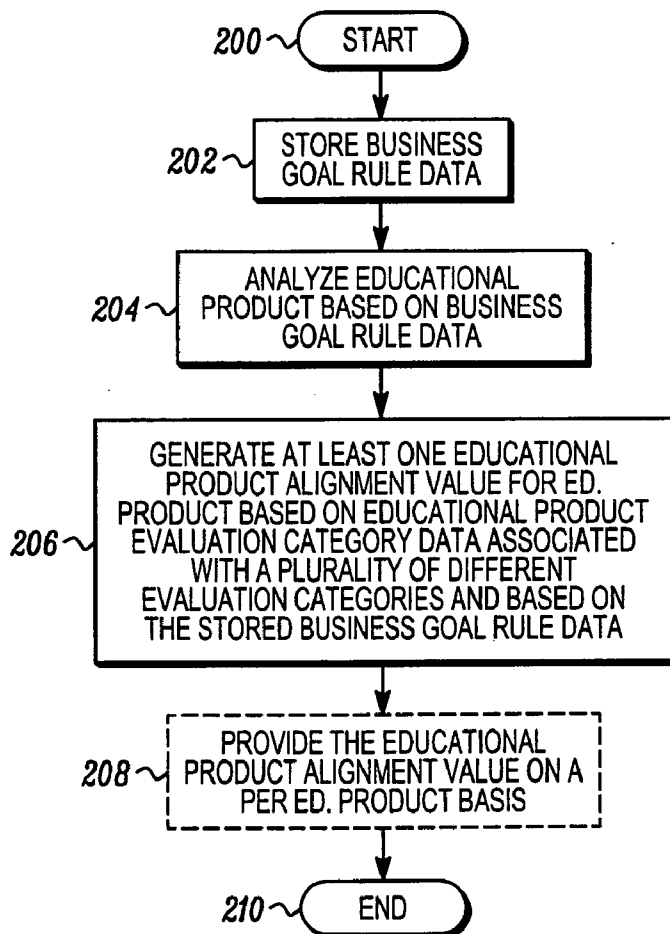 200
START
202
STORE BUSINESS
GOAL RULE DATA
204
ANALYZE EDUCATIONAL
PRODUCT BASED ON BUSINESS
GOAL RULE DATA
206
GENERATE AT LEAST ONE EDUCATIONAL
PRODUCT ALIGNMENT VALUE FOR ED.
PRODUCT BASED ON EDUCATIONAL PRODUCT
EVALUATION CATEGORY DATA ASSOCIATED
WITH A PLURALITY OF DIFFERENT
EVALUATION CATEGORIES AND BASED ON
THE STORED BUSINESS GOAL RULE DATA
208
PROVIDE THE EDUCATIONAL
PRODUCT ALIGNMENT VALUE ON A
PER ED. PRODUCT BASIS
210
END